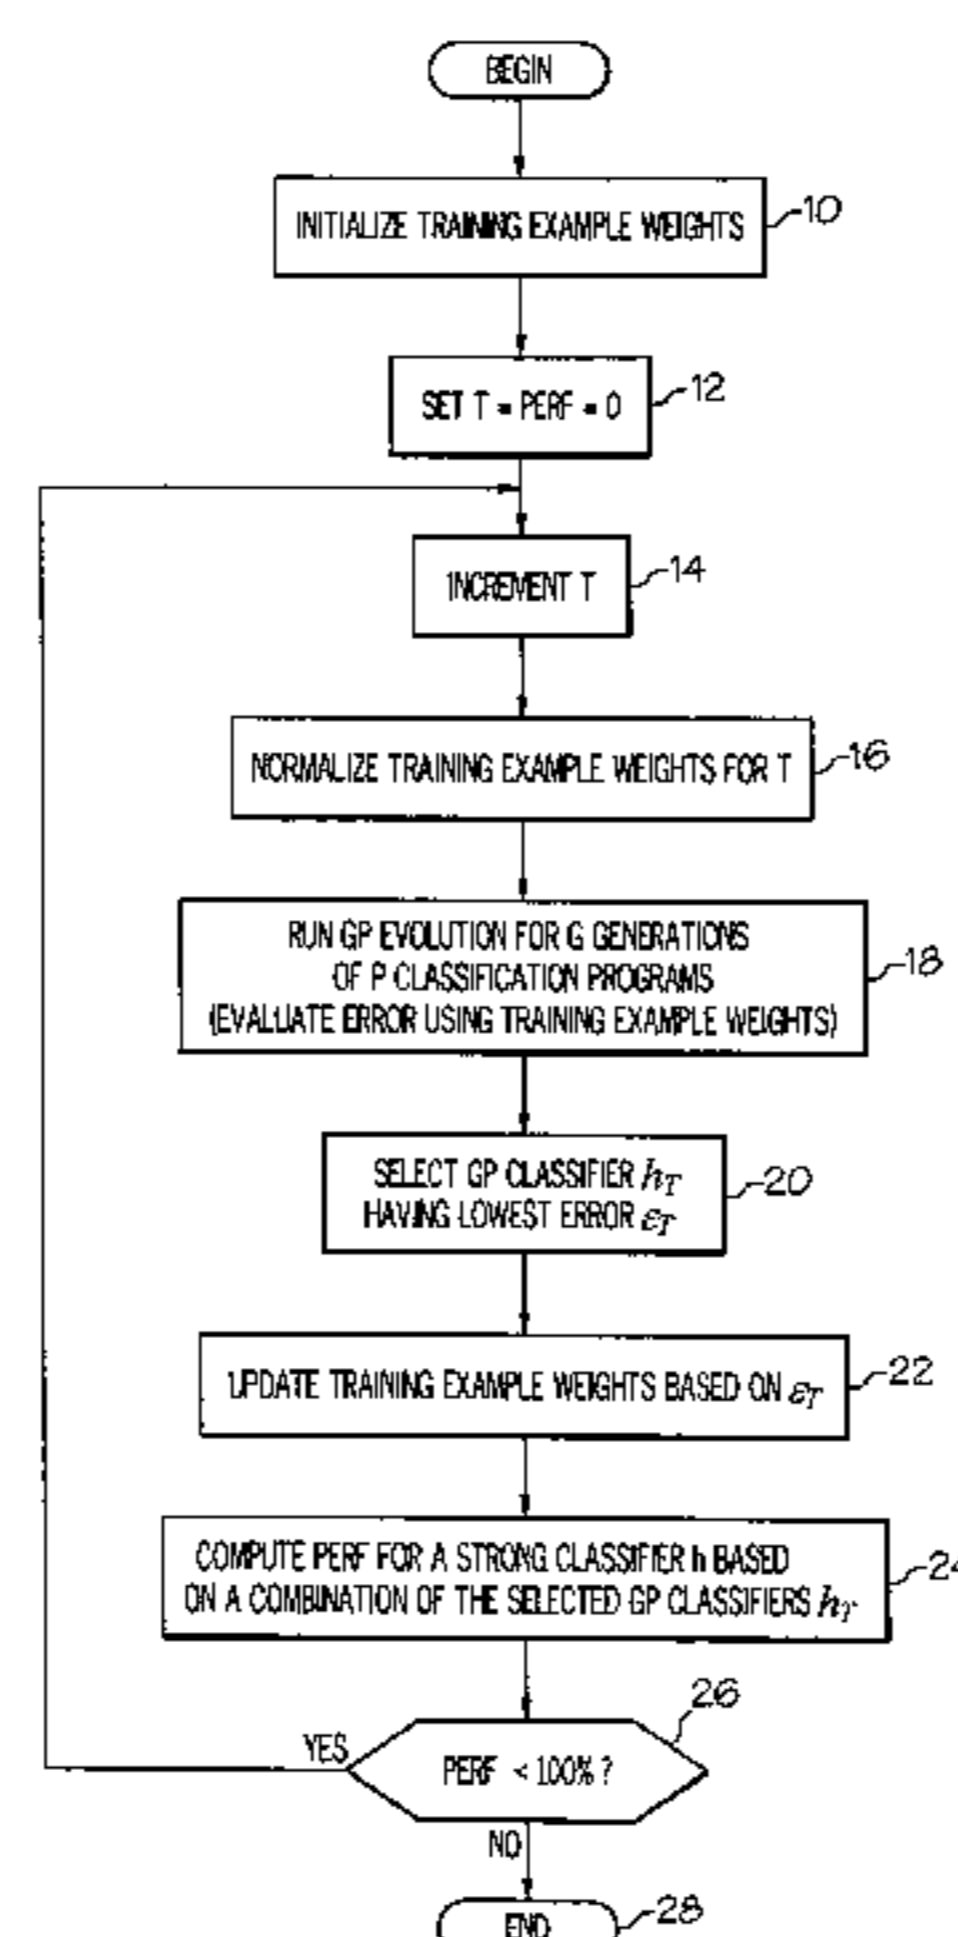 BEGIN
INITIALIZE TRAINING EXAMPLE WEIGHTS
10
SET T = PERF = 0
12
INCREMENT T
14
NORMALIZE TRAINING EXAMPLE WEIGHTS FOR T
16
RUN GP EVOLUTION FOR G GENERATIONS
OF P CLASSIFICATION PROGRAMS
(EVALUATE ERROR USING TRAINING EXAMPLE WEIGHTS)
18
SELECT GP CLASSIFIER h_T
HAVING LOWEST ERROR ε_T
20
UPDATE TRAINING EXAMPLE WEIGHTS BASED ON ε_T
22
COMPUTE PERF FOR A STRONG CLASSIFIER h BASED
ON A COMBINATION OF THE SELECTED GP CLASSIFIERS h_T
24
26
YES
PERF < 100% ?
NO
END
28